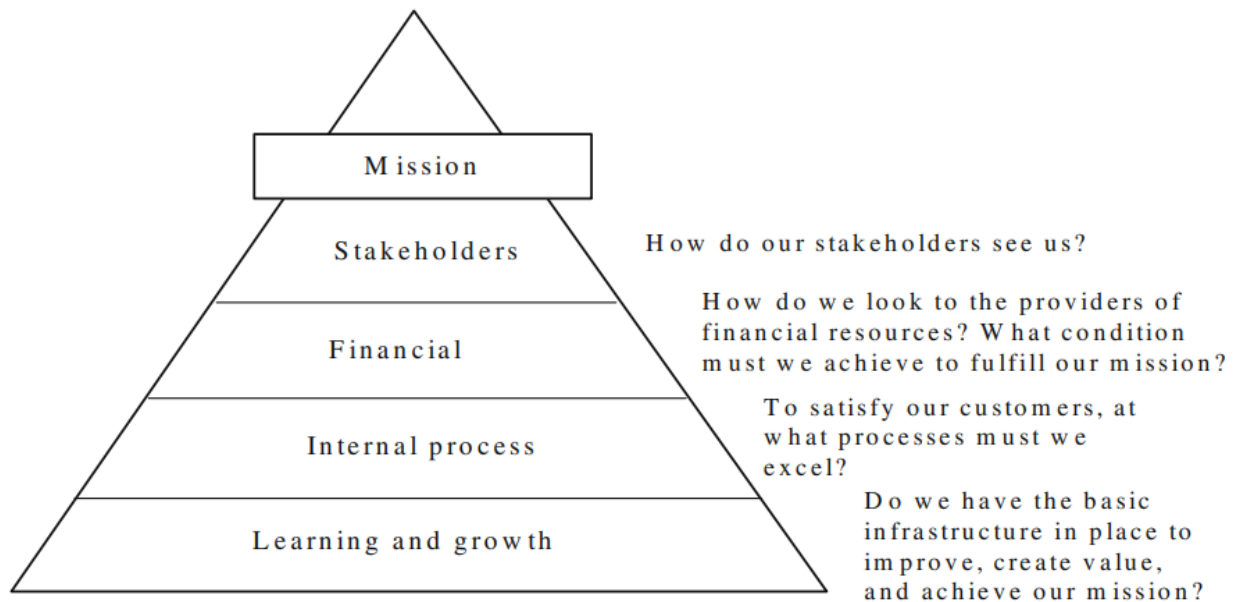 Mission
Stakeholders
How do our stakeholders see us?
Financial
How do we look to the providers of
financial resources? What condition
must we achieve to fulfill our mission?
Internal process
To satisfy our customers, at
what processes must we
excel?
Learning and growth
Do we have the basic
infrastructure in place to
improve, create value,
and achieve our mission?